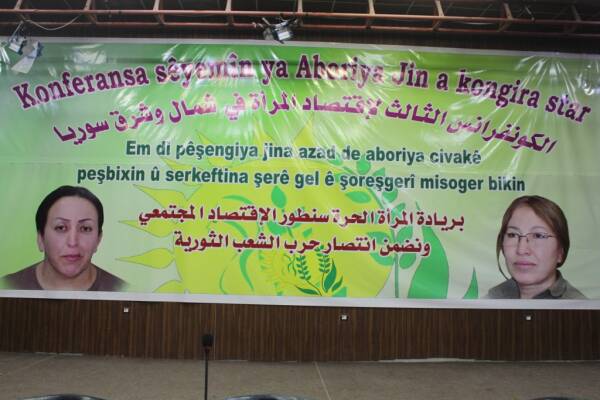 Konferansa sêyemîn ya Aboriya Jin a kongira star
الكونفرانس الثالث لإقتصاد المرأة في شمال وشرق سوريا
Em di pêşengiya jina azad de aboriya civakê
peşbixin û serkeftina şerê gel ê şoreşgerî misoger bikin
بريادة المرأة الحرة سنطور الإقتصاد المجتمعي
ونضمن انتصار حرب الشعب الثورية